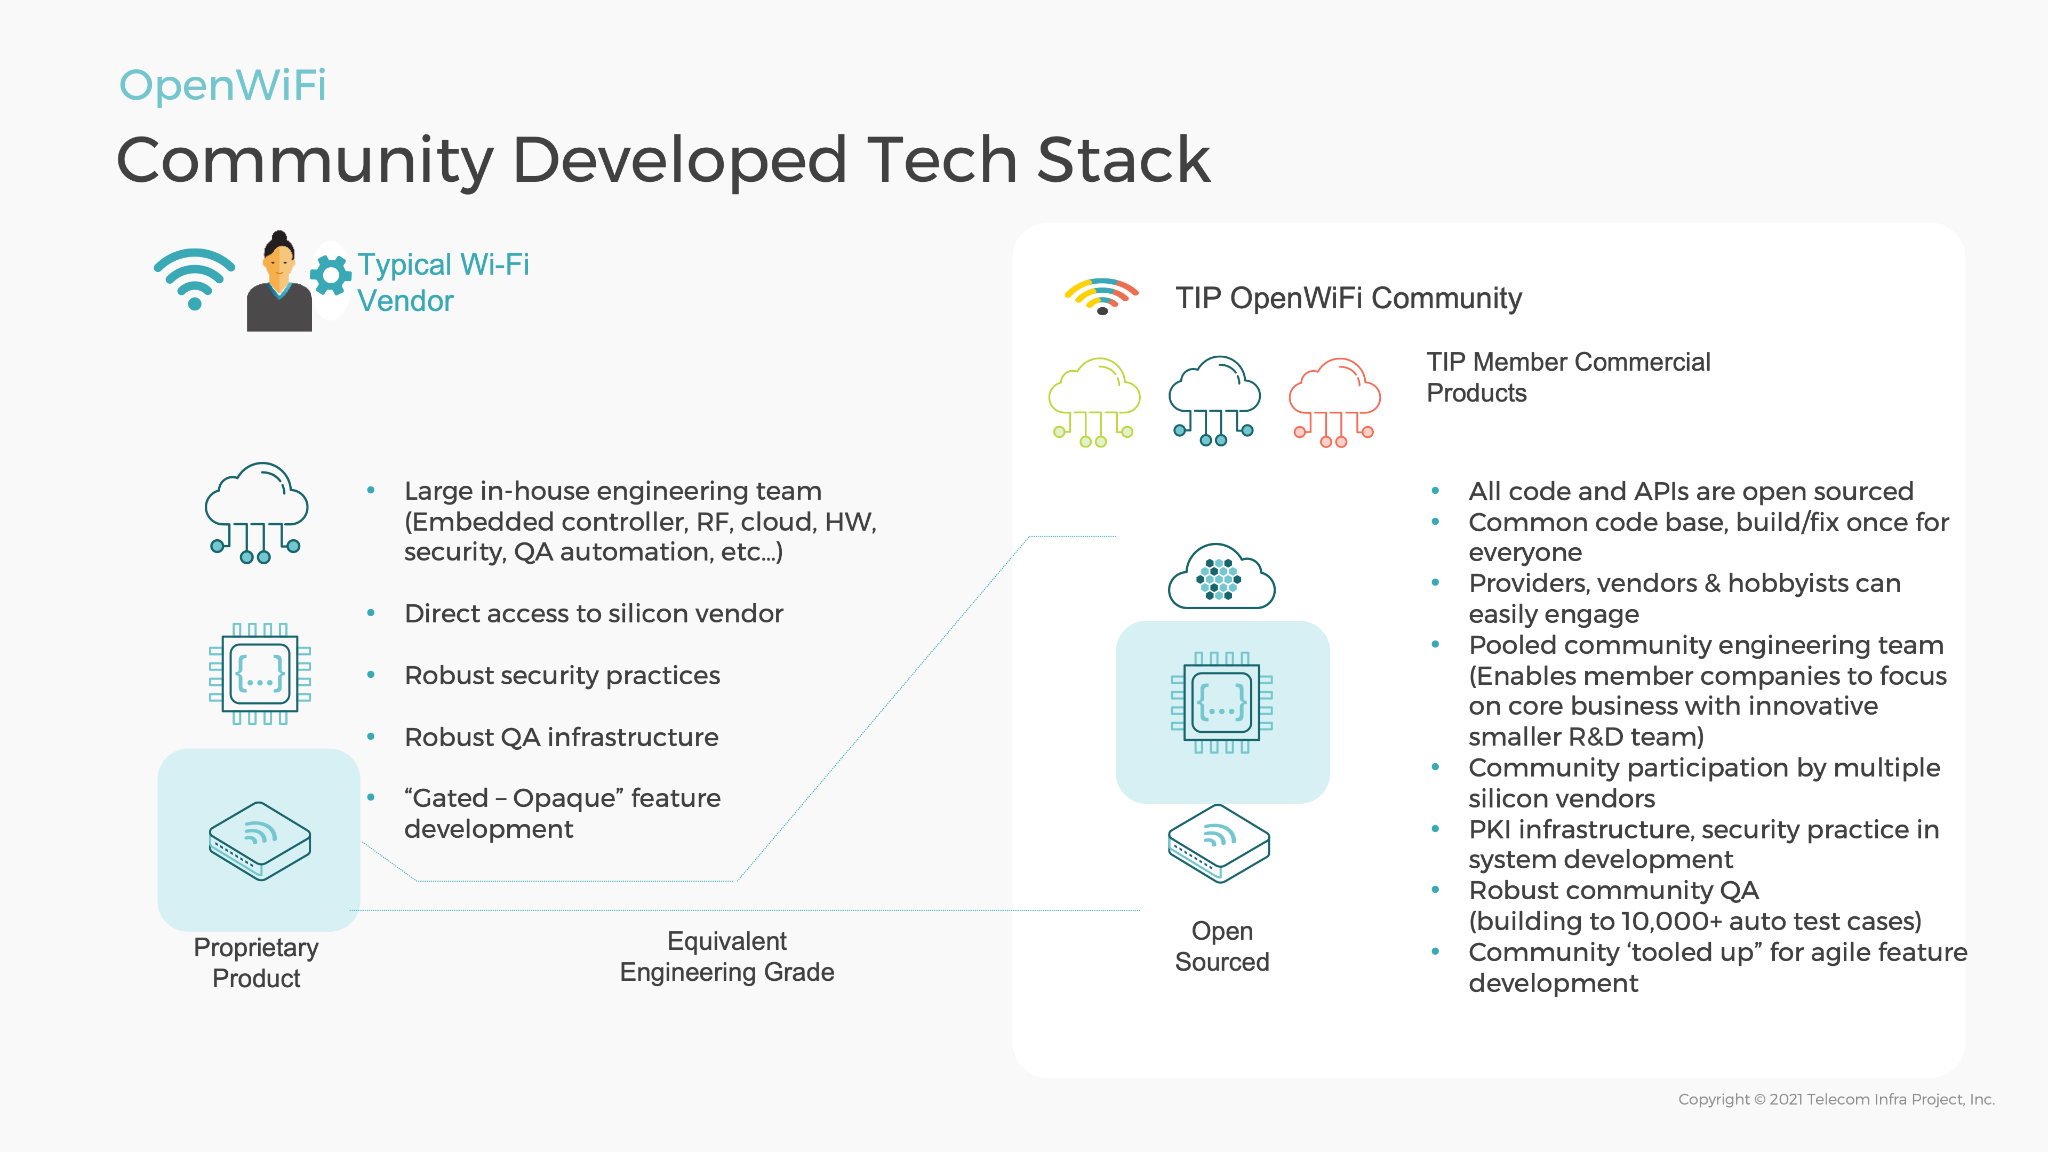 OpenWiFi
Community Developed Tech Stack
Typical Wi-Fi
Vendor
• Large in-house engineering team
(Embedded controller, RF, cloud, HW,
security, QA automation, etc...)
• Direct access to silicon vendor
{...}
• Robust security practices
• Robust QA infrastructure
• “Gated – Opaque” feature
development
Proprietary
Product
Equivalent
Engineering Grade
TIP OpenWiFi Community
TIP Member Commercial
Products
{...}
Open
Sourced
• All code and APIs are open sourced
• Common code base, build/fix once for
everyone
• Providers, vendors & hobbyists can
easily engage
• Pooled community engineering team
(Enables member companies to focus
on core business with innovative
smaller R&D team)
• Community participation by multiple
silicon vendors
• PKI infrastructure, security practice in
system development
• Robust community QA
(building to 10,000+ auto test cases)
• Community ‘tooled up” for agile feature
development
Copyright © 2021 Telecom Infra Project, Inc.